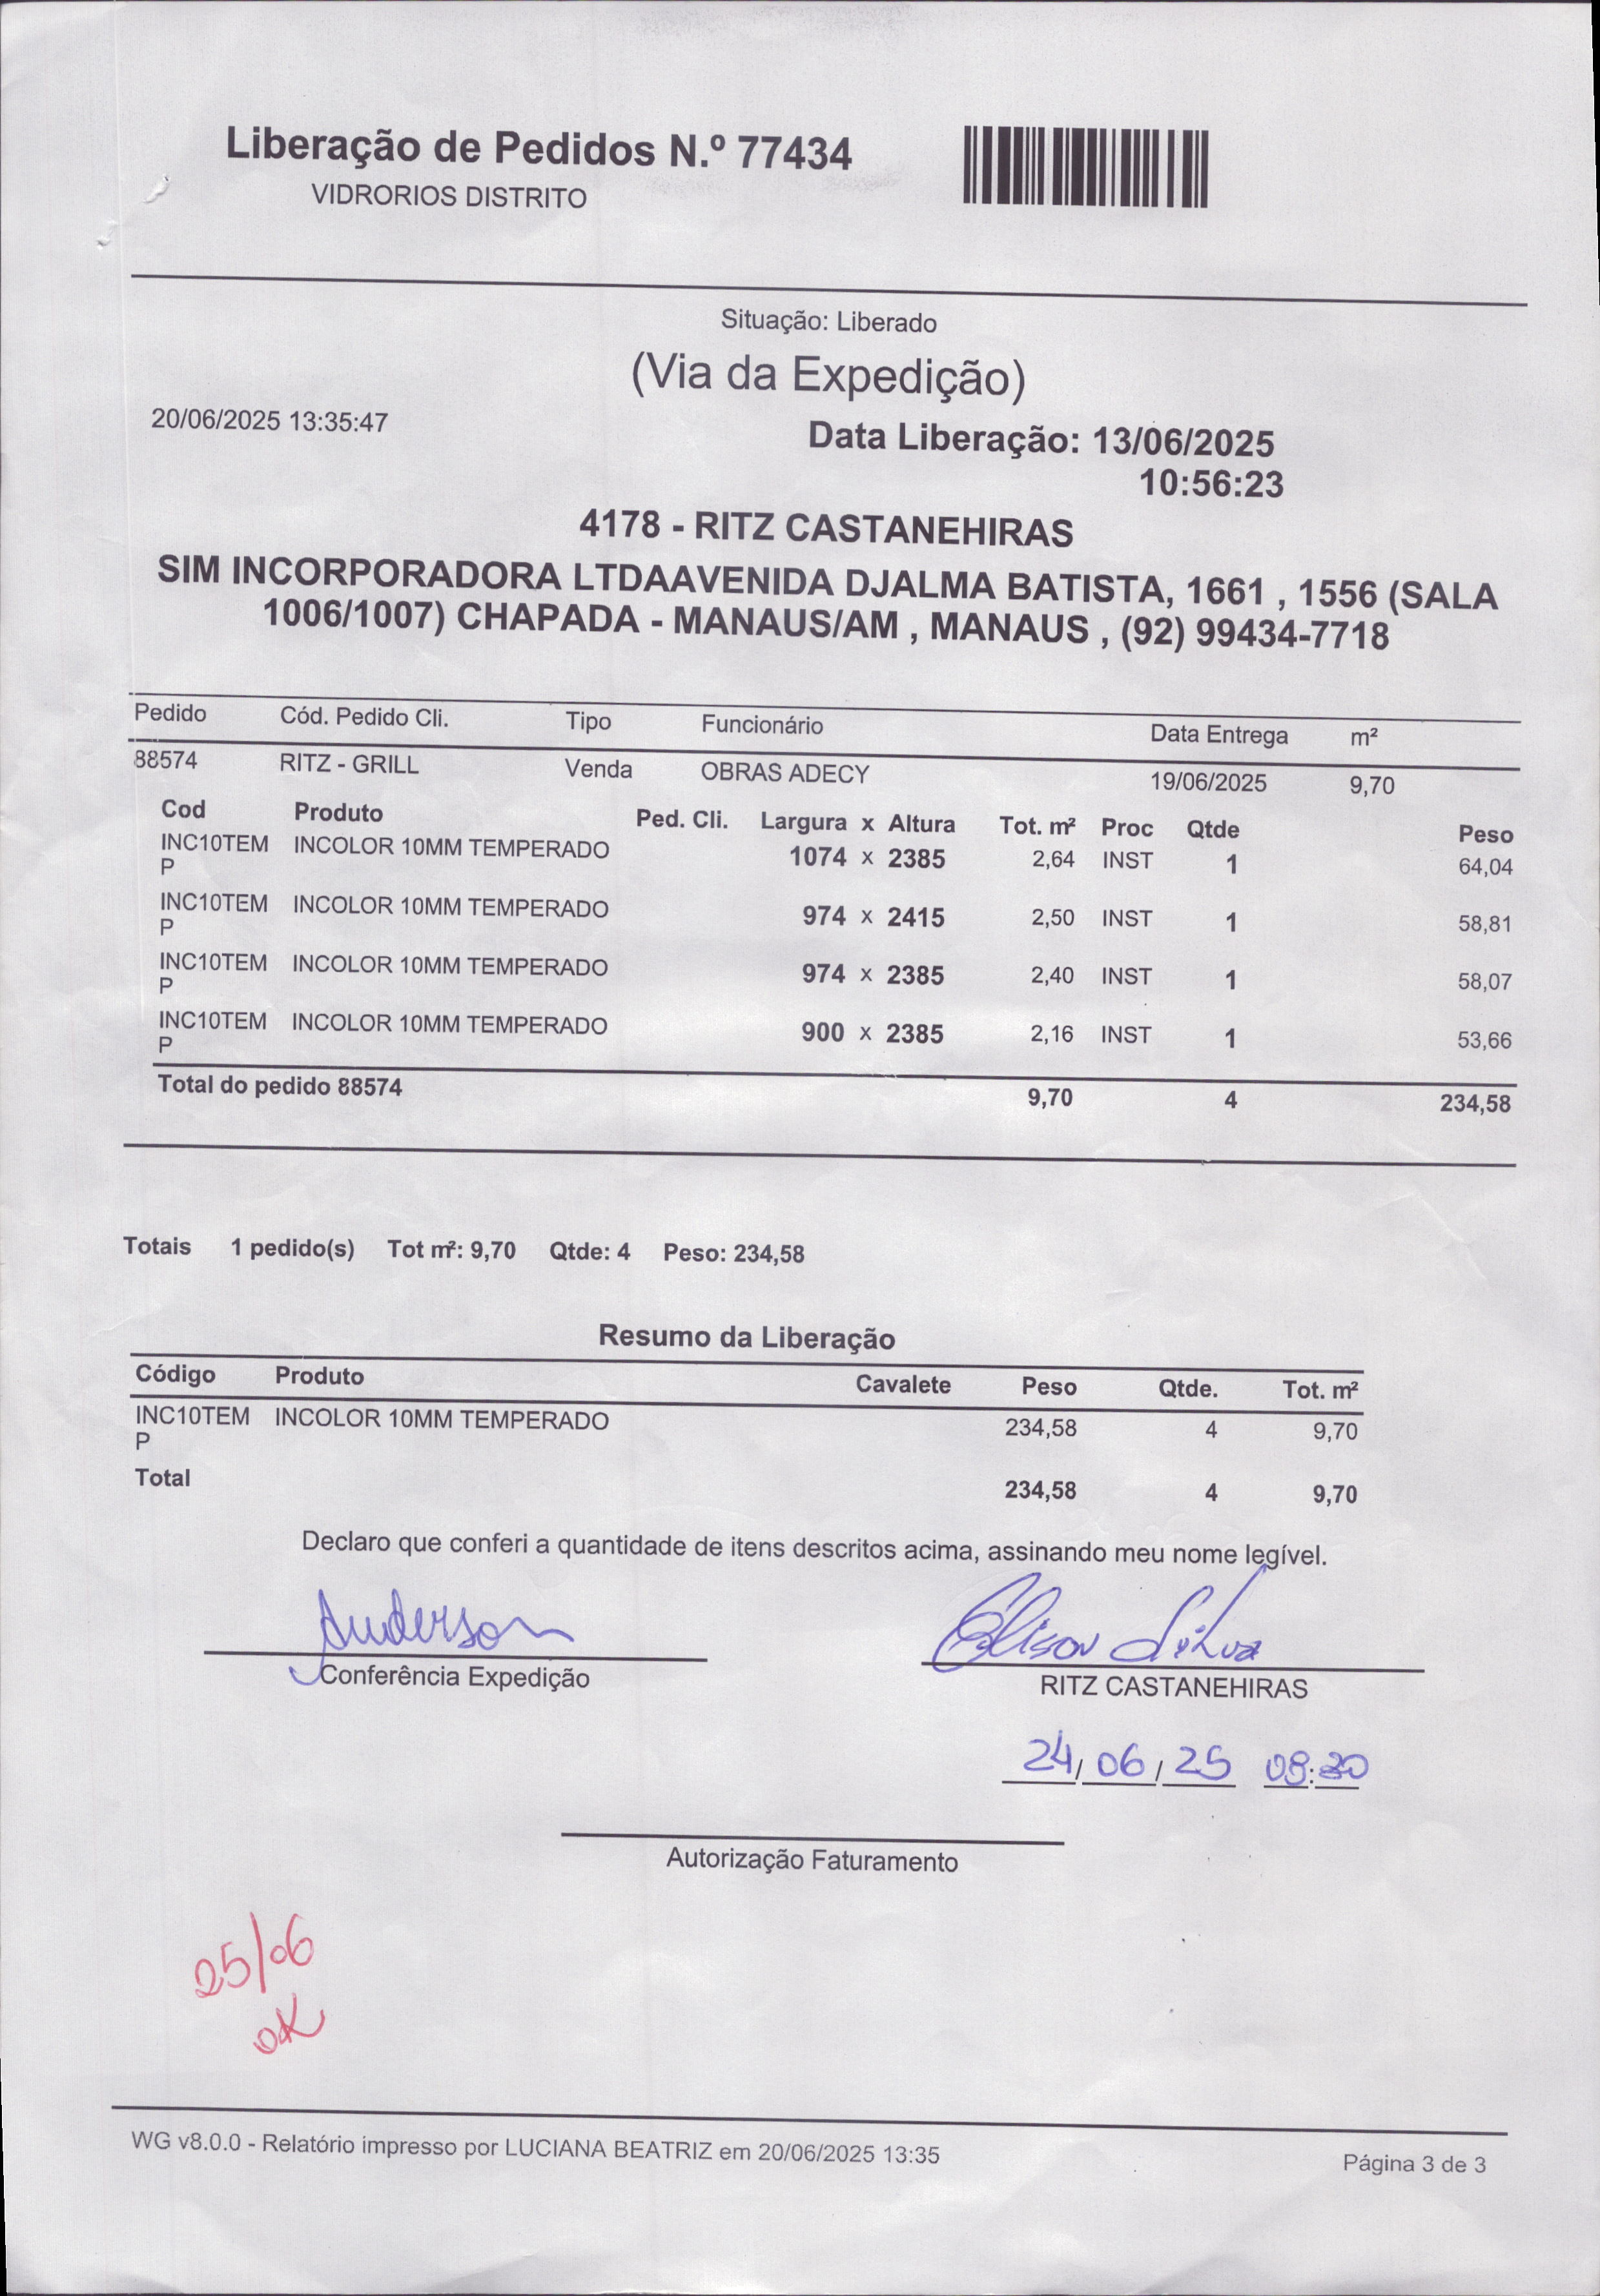 Liberação de Pedidos N.º 77434
VIDRORIOS DISTRITO
Situação: Liberado
(Via da Expedição)
20/06/2025 13:35:47
Data Liberação: 13/06/2025
10:56:23
4178 - RITZ CASTANEHIRAS
SIM INCORPORADORA LTDAAVENIDA DJALMA BATISTA, 1661 , 1556 (SALA
1006/1007) CHAPADA - MANAUS/AM , MANAUS , (92) 99434-7718
Pedido Cód. Pedido Cli. Tipo Funcionário Data Entrega m²
88574 RITZ - GRILL Venda OBRAS ADECY 19/06/2025 9,70
Cod Produto Ped. Cli. Largura x Altura Tot. m² Proc Qtde Peso
INC10TEM INCOLOR 10MM TEMPERADO 1074 x 2385 2,64 INST 1 64,04
P
INC10TEM INCOLOR 10MM TEMPERADO 974 x 2415 2,50 INST 1 58,81
P
INC10TEM INCOLOR 10MM TEMPERADO 974 x 2385 2,40 INST 1 58,07
P
INC10TEM INCOLOR 10MM TEMPERADO 900 x 2385 2,16 INST 1 53,66
P
Total do pedido 88574 9,70 4 234,58
Totais 1 pedido(s) Tot m²: 9,70 Qtde: 4 Peso: 234,58
Resumo da Liberação
Código Produto Cavalete Peso Qtde. Tot. m²
INC10TEM INCOLOR 10MM TEMPERADO 234,58 4 9,70
P
Total 234,58 4 9,70
Declaro que conferi a quantidade de itens descritos acima, assinando meu nome legível.
Anderson Elison Silva
Conferência Expedição RITZ CASTANEHIRAS
24/06/25 08:30
Autorização Faturamento
25/06
OK
WG v8.0.0 - Relatório impresso por LUCIANA BEATRIZ em 20/06/2025 13:35
Página 3 de 3